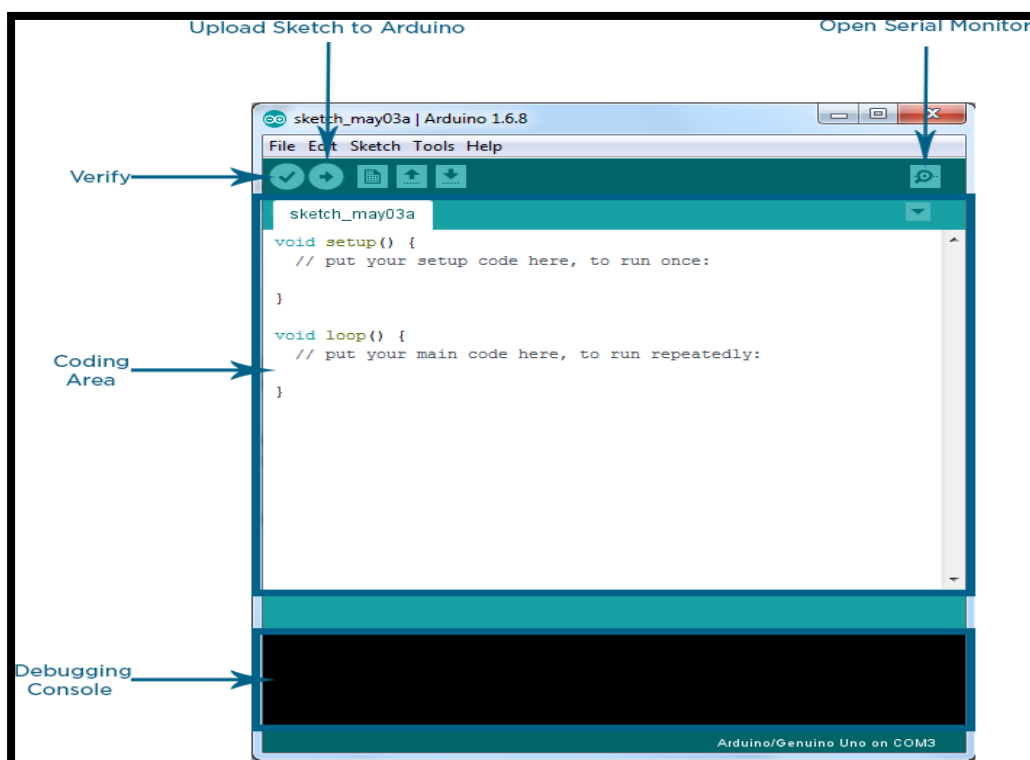 Upload Sketch to Arduino
Open Serial Monitor
sketch_may03a | Arduino 1.6.8
File Edit Sketch Tools Help
Verify
sketch_may03a
void setup() {
// put your setup code here, to run once:
}
void loop() {
// put your main code here, to run repeatedly:
}
Coding
Area
Debugging
Console
Arduino/Genuino Uno on COM3